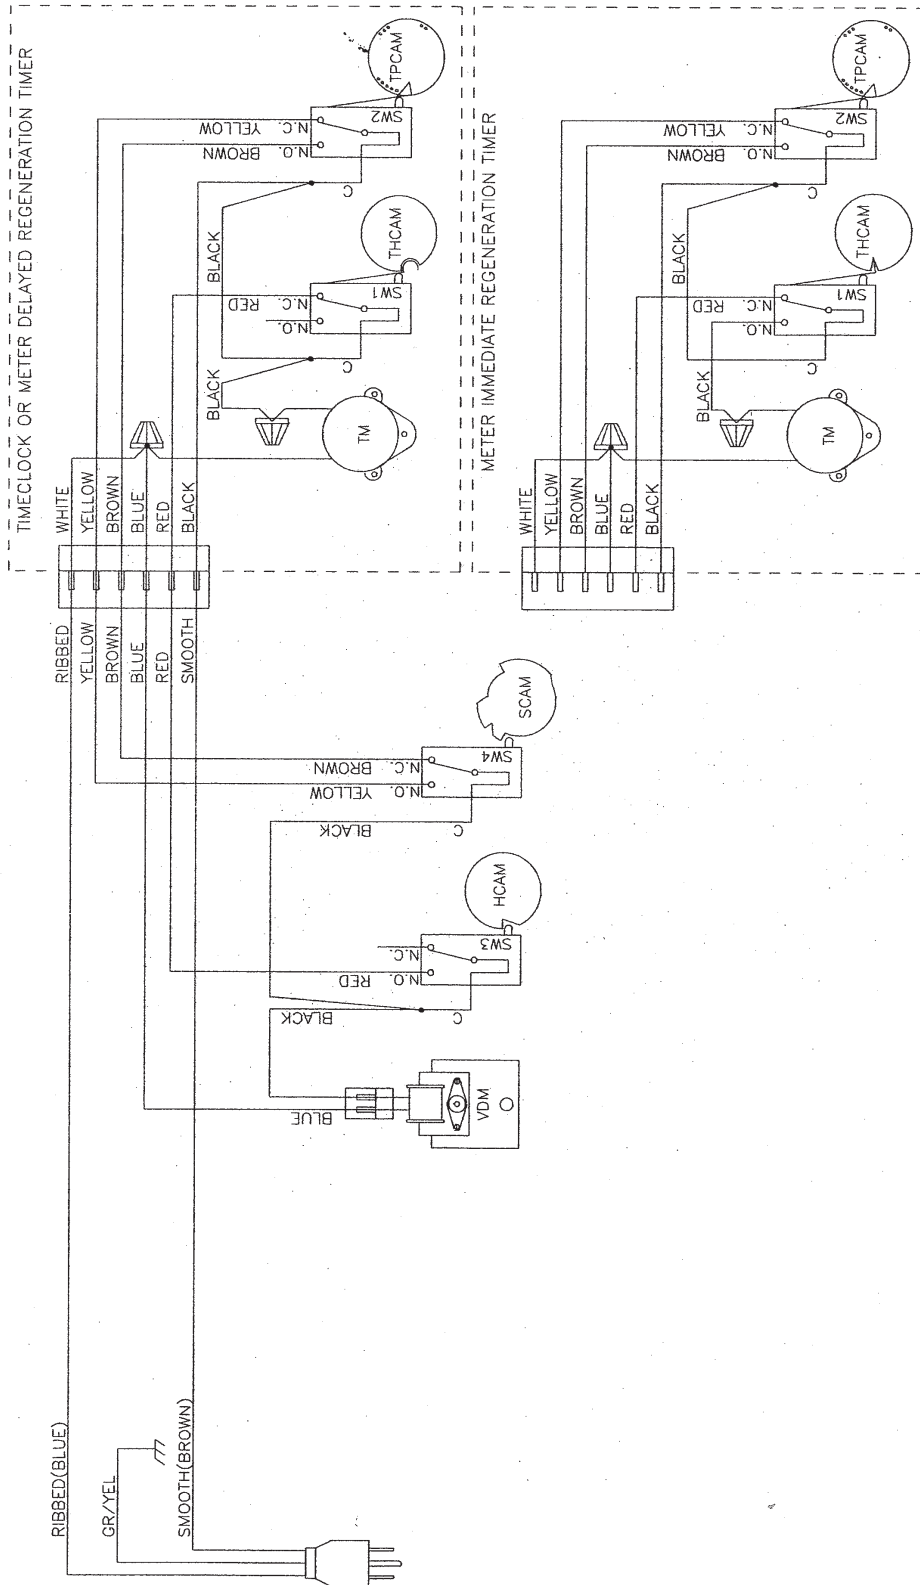 TIMECLOCK OR METER DELAYED REGENERATION TIMER
WHITE
YELLOW
BROWN
BLUE
RED
BLACK
RIBBED
YELLOW
BROWN
BLUE
RED
SMOOTH
TM
BLACK
BLACK
C
N.O.
N.C.
RED
SW1
THCAM
C
N.O.
N.C.
BROWN
YELLOW
SW2
TPCAM
METER IMMEDIATE REGENERATION TIMER
WHITE
YELLOW
BROWN
BLUE
RED
BLACK
TM
BLACK
BLACK
C
N.O.
N.C.
RED
SW1
THCAM
C
N.O.
N.C.
BROWN
YELLOW
SW2
TPCAM
RIBBED(BLUE)
GR/YEL
SMOOTH(BROWN)
BLUE
VDM
BLACK
C
N.O.
N.C.
RED
SW3
HCAM
BLACK
C
N.O.
N.C.
YELLOW
BROWN
SW4
SCAM